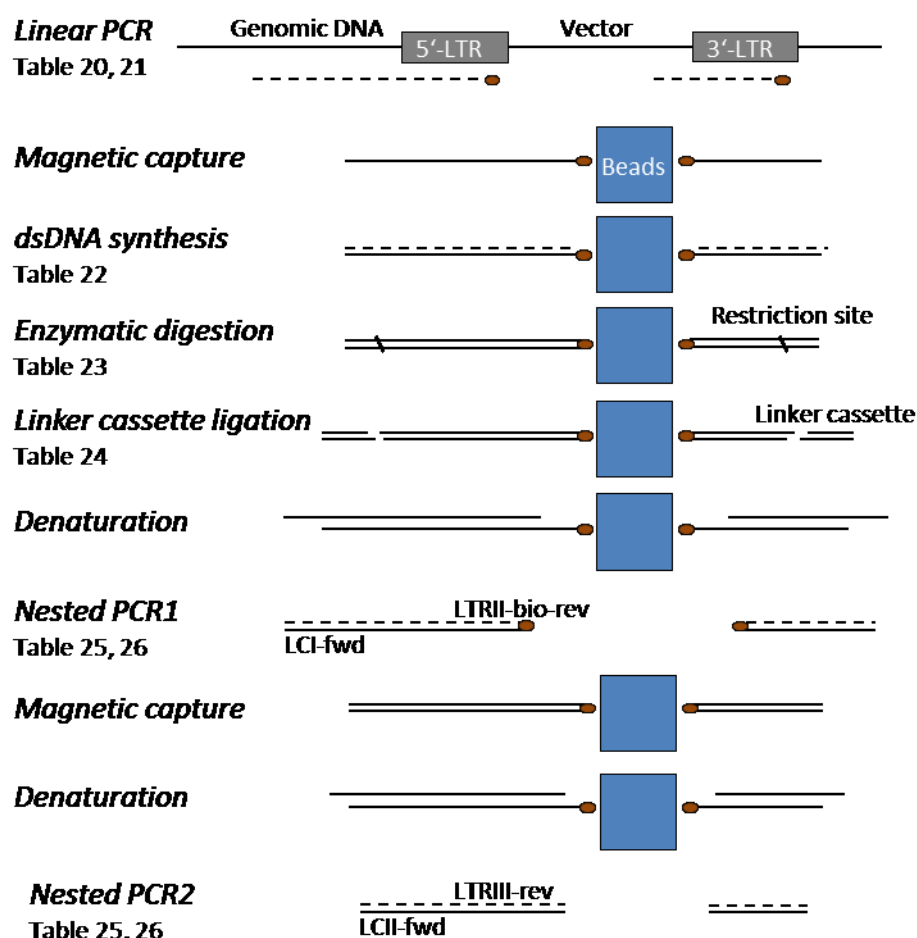 Linear PCR
Table 20, 21
Genomic DNA
Vector
5‘-LTR
3‘-LTR
Magnetic capture
Beads
dsDNA synthesis
Table 22
Enzymatic digestion
Table 23
Restriction site
Linker cassette ligation
Table 24
Linker cassette
Denaturation
Nested PCR1
Table 25, 26
LTRII-bio-rev
LCI-fwd
Magnetic capture
Denaturation
Nested PCR2
Table 25, 26
LTRIII-rev
LCII-fwd